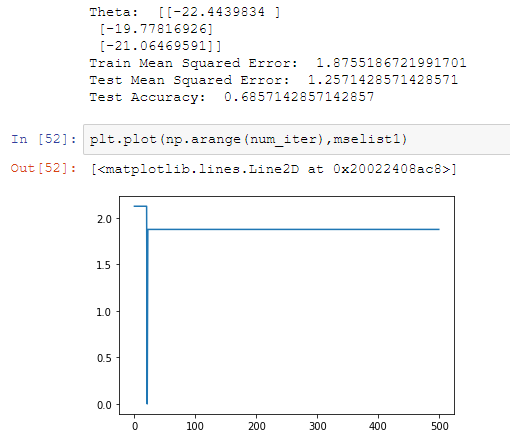 Theta:  [[-22.4439834 ]
 [-19.77816926]
 [-21.06469591]]
Train Mean Squared Error:  1.8755186721991701
Test Mean Squared Error:  1.2571428571428571
Test Accuracy:  0.6857142857142857
In [52]: plt.plot(np.arange(num_iter),mselist1)
Out[52]: [<matplotlib.lines.Line2D at 0x20022408ac8>]
2.0
1.5
1.0
0.5
0.0
0 100 200 300 400 500